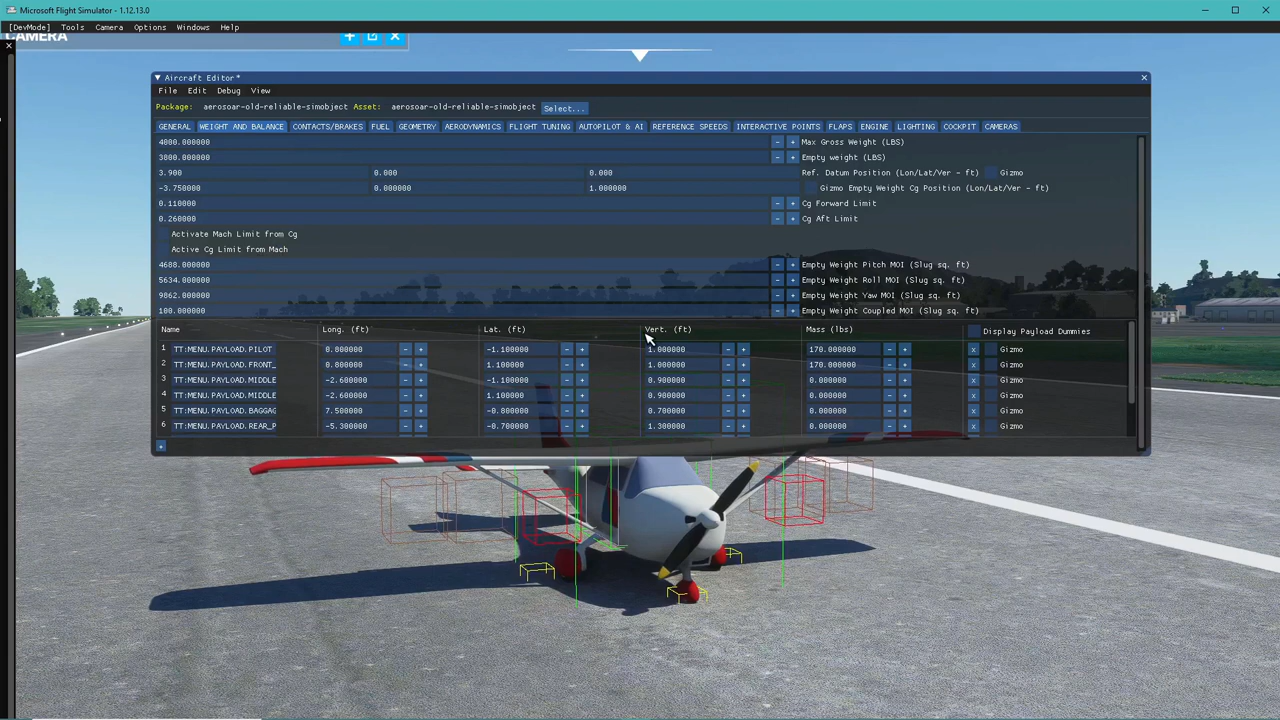 Microsoft Flight Simulator - 1.12.13.0
[DevMode] Tools Camera Options Windows Help
CAMERA
Aircraft Editor*
File Edit Debug View
Package: aerosoar-old-reliable-simobject Asset: aerosoar-old-reliable-simobject Select...
GENERAL WEIGHT AND BALANCE CONTACTS/BRAKES FUEL GEOMETRY AERODYNAMICS FLIGHT TUNING AUTOPILOT & AI REFERENCE SPEEDS INTERACTIVE POINTS FLAPS ENGINE LIGHTING COCKPIT CAMERAS
4000.000000 - + Max Gross Weight (LBS)
3800.000000 - + Empty weight (LBS)
3.900 0.000 0.000 Ref. Datum Position (Lon/Lat/Ver - ft) Gizmo
-3.750000 0.000000 1.000000 Gizmo Empty Weight Cg Position (Lon/Lat/Ver - ft)
0.110000 - + Cg Forward Limit
0.260000 - + Cg Aft Limit
Activate Mach Limit from Cg
Active Cg Limit from Mach
4688.000000 - + Empty Weight Pitch MOI (Slug sq. ft)
5634.000000 - + Empty Weight Roll MOI (Slug sq. ft)
9862.000000 - + Empty Weight Yaw MOI (Slug sq. ft)
100.000000 - + Empty Weight Coupled MOI (Slug sq. ft)
Name Long. (ft) Lat. (ft) Vert. (ft) Mass (lbs) Display Payload Dummies
1 TT:MENU.PAYLOAD.PILOT 0.800000 - + -1.100000 - + 1.000000 - + 170.000000 - + x Gizmo
2 TT:MENU.PAYLOAD.FRONT_ 0.800000 - + 1.100000 - + 1.000000 - + 170.000000 - + x Gizmo
3 TT:MENU.PAYLOAD.MIDDLE -2.600000 - + -1.100000 - + 0.900000 - + 0.000000 - + x Gizmo
4 TT:MENU.PAYLOAD.MIDDLE -2.600000 - + 1.100000 - + 0.900000 - + 0.000000 - + x Gizmo
5 TT:MENU.PAYLOAD.BAGGAG 7.500000 - + -0.800000 - + 0.700000 - + 0.000000 - + x Gizmo
6 TT:MENU.PAYLOAD.REAR_P -5.300000 - + -0.700000 - + 1.300000 - + 0.000000 - + x Gizmo
+